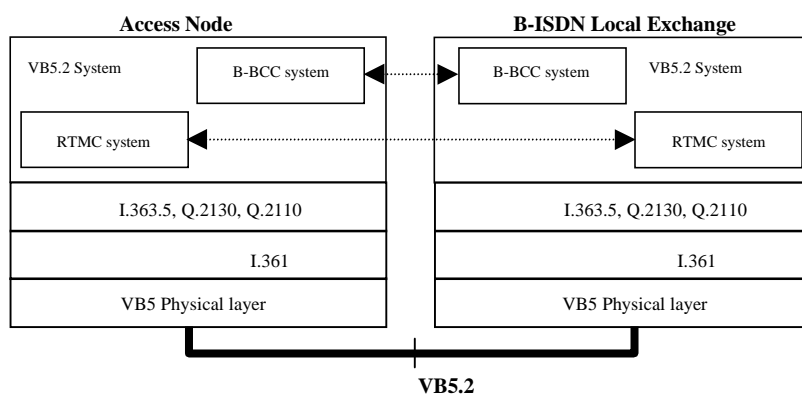 Access Node
B-ISDN Local Exchange
VB5.2 System
B-BCC system
B-BCC system
VB5.2 System
RTMC system
RTMC system
I.363.5, Q.2130, Q.2110
I.363.5, Q.2130, Q.2110
I.361
I.361
VB5 Physical layer
VB5 Physical layer
VB5.2